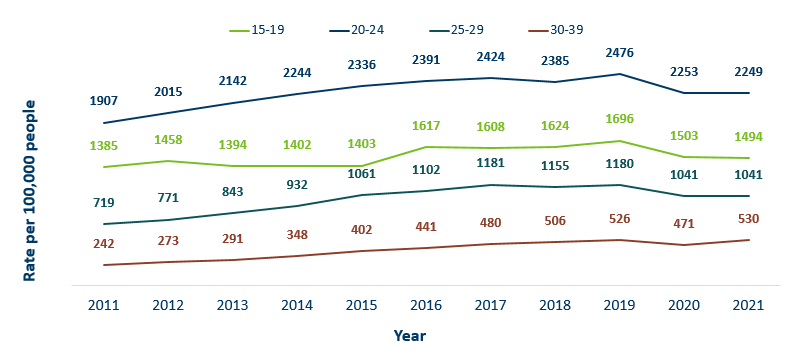 15-19 20-24 25-29 30-39
1907 2015 2142 2244 2336 2391 2424 2385 2476 2253 2249
1385 1458 1394 1402 1403 1617 1608 1624 1696 1503 1494
719 771 843 932 1061 1102 1181 1155 1180 1041 1041
242 273 291 348 402 441 480 506 526 471 530
Rate per 100,000 people
2011 2012 2013 2014 2015 2016 2017 2018 2019 2020 2021
Year